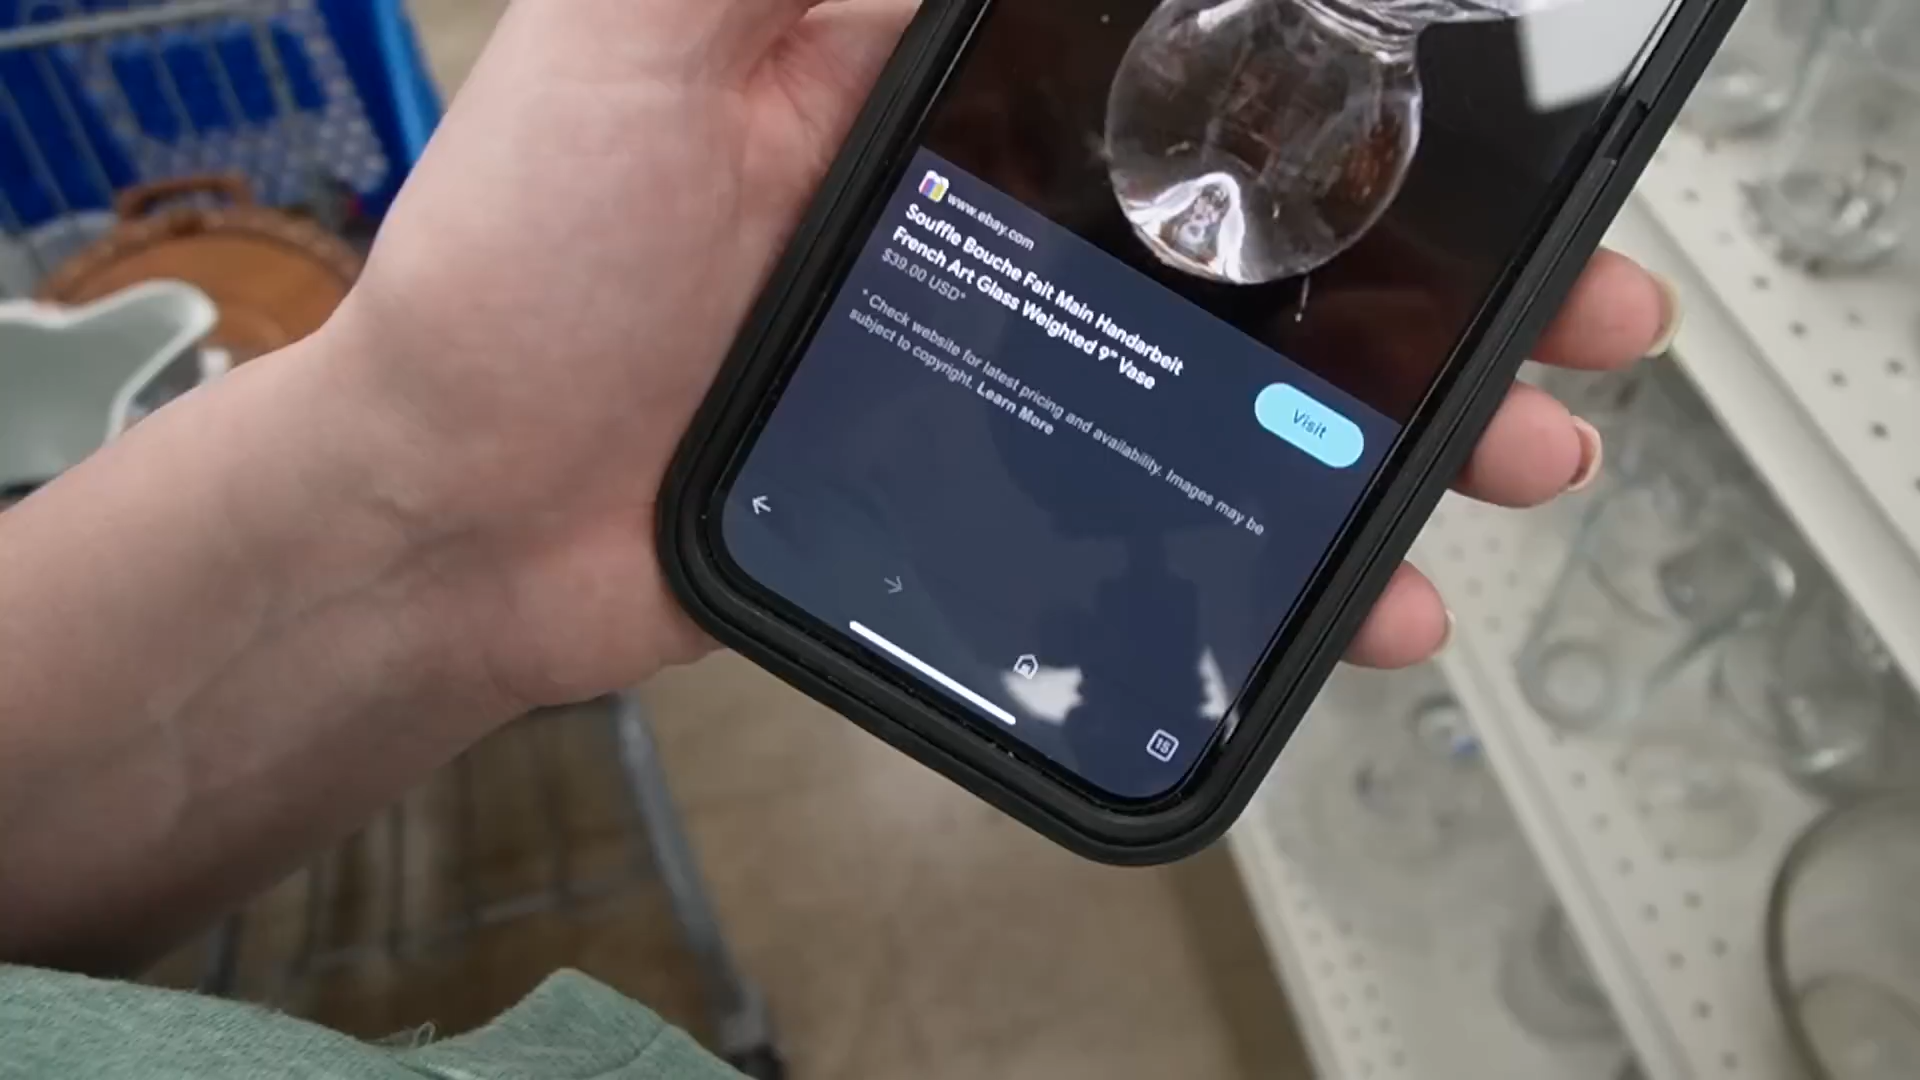 www.ebay.com
Souffle Bouche Fait Main Handarbeit
French Art Glass Weighted 9" Vase
$39.00 USD*
* Check website for latest pricing and availability. Images may be
subject to copyright. Learn More
Visit
15